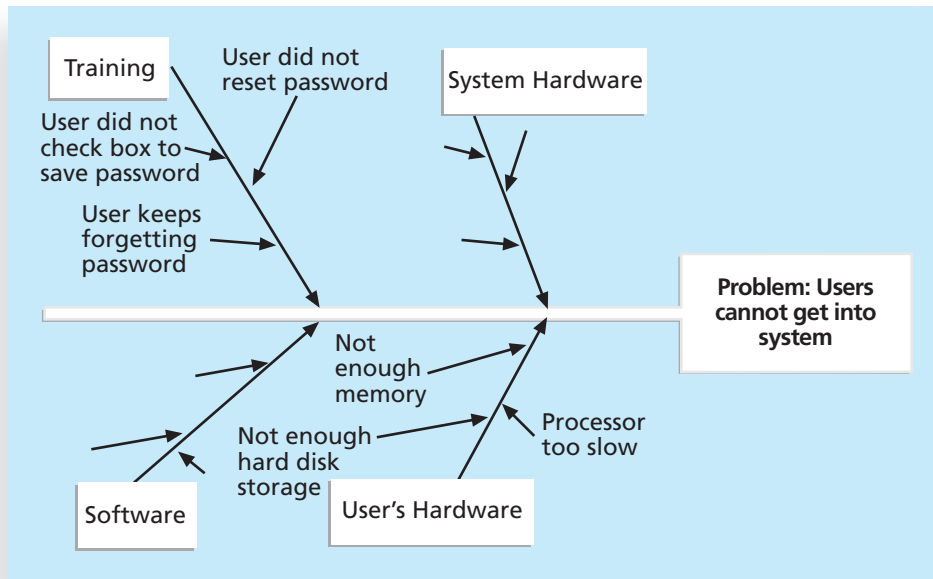 Training
User did not
reset password
System Hardware
User did not
check box to
save password
User keeps
forgetting
password
Problem: Users
cannot get into
system
Not
enough
memory
Not enough
hard disk
storage
Processor
too slow
Software
User's Hardware